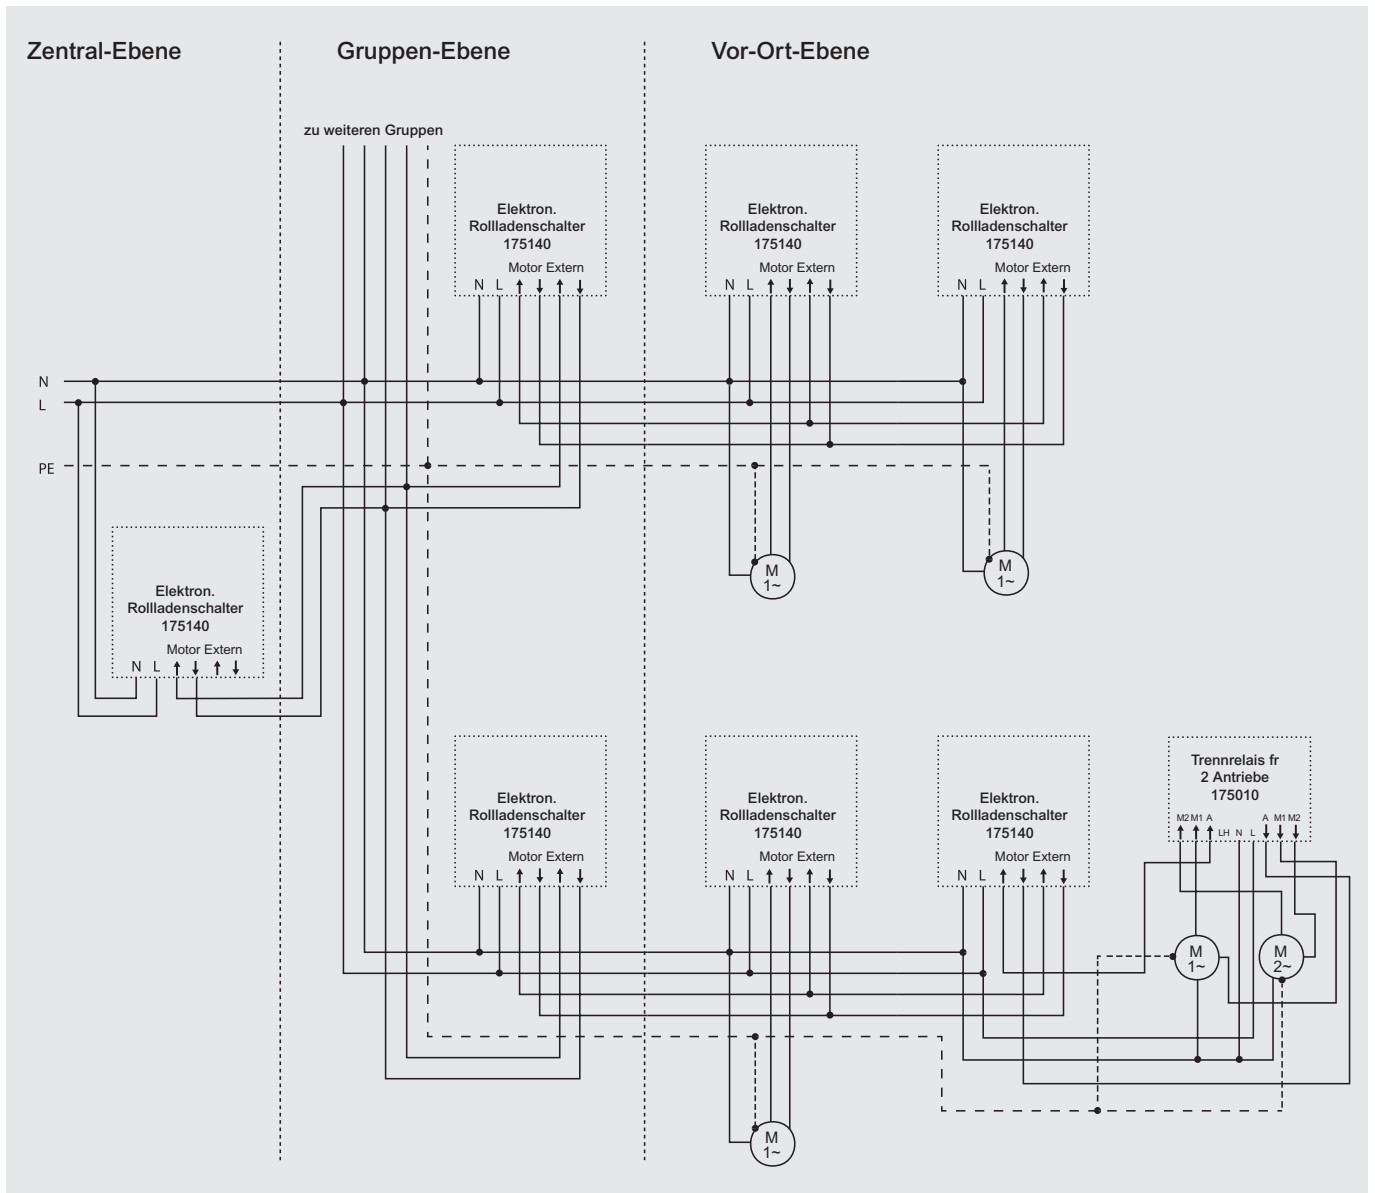 Zentral-Ebene
Gruppen-Ebene
Vor-Ort-Ebene
zu weiteren Gruppen
Elektron.
Rollladenschalter
175140
Motor Extern
N L
Elektron.
Rollladenschalter
175140
Motor Extern
N L
Elektron.
Rollladenschalter
175140
Motor Extern
N L
N
L
PE
M
1~
M
1~
Elektron.
Rollladenschalter
175140
Motor Extern
N L
Elektron.
Rollladenschalter
175140
Motor Extern
N L
Elektron.
Rollladenschalter
175140
Motor Extern
N L
Elektron.
Rollladenschalter
175140
Motor Extern
N L
Trennrelais fr
2 Antriebe
175010
M2 M1 A LH N L A M1 M2
M
1~
M
2~
M
1~